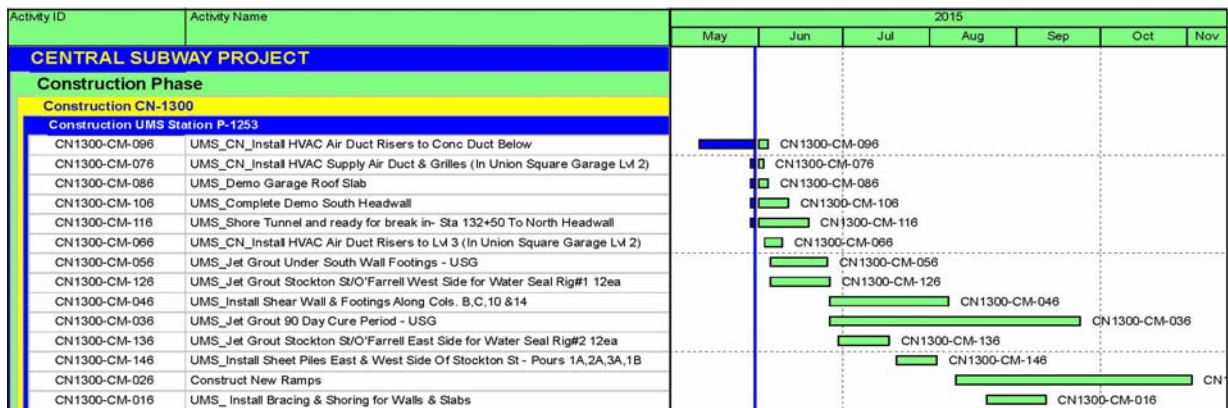 Activity ID Activity Name 2015
May Jun Jul Aug Sep Oct Nov
CENTRAL SUBWAY PROJECT
Construction Phase
Construction CN-1300
Construction UMS Station P-1253
CN1300-CM-096 UMS_CN_Install HVAC Air Duct Risers to Conc Duct Below CN1300-CM-096
CN1300-CM-076 UMS_CN_Install HVAC Supply Air Duct & Grilles (In Union Square Garage Lvl 2) CN1300-CM-076
CN1300-CM-086 UMS_Demo Garage Roof Slab CN1300-CM-086
CN1300-CM-106 UMS_Complete Demo South Headwall CN1300-CM-106
CN1300-CM-116 UMS_Shore Tunnel and ready for break in- Sta 132+50 To North Headwall CN1300-CM-116
CN1300-CM-066 UMS_CN_Install HVAC Air Duct Risers to Lvl 3 (In Union Square Garage Lvl 2) CN1300-CM-066
CN1300-CM-056 UMS_Jet Grout Under South Wall Footings - USG CN1300-CM-056
CN1300-CM-126 UMS_Jet Grout Stockton St/O'Farrell West Side for Water Seal Rig#1 12ea CN1300-CM-126
CN1300-CM-046 UMS_Install Shear Wall & Footings Along Cols. B,C,10 &14 CN1300-CM-046
CN1300-CM-036 UMS_Jet Grout 90 Day Cure Period - USG CN1300-CM-036
CN1300-CM-136 UMS_Jet Grout Stockton St/O'Farrell East Side for Water Seal Rig#2 12ea CN1300-CM-136
CN1300-CM-146 UMS_Install Sheet Piles East & West Side Of Stockton St - Pours 1A,2A,3A,1B CN1300-CM-146
CN1300-CM-026 Construct New Ramps CN1
CN1300-CM-016 UMS_ Install Bracing & Shoring for Walls & Slabs CN1300-CM-016